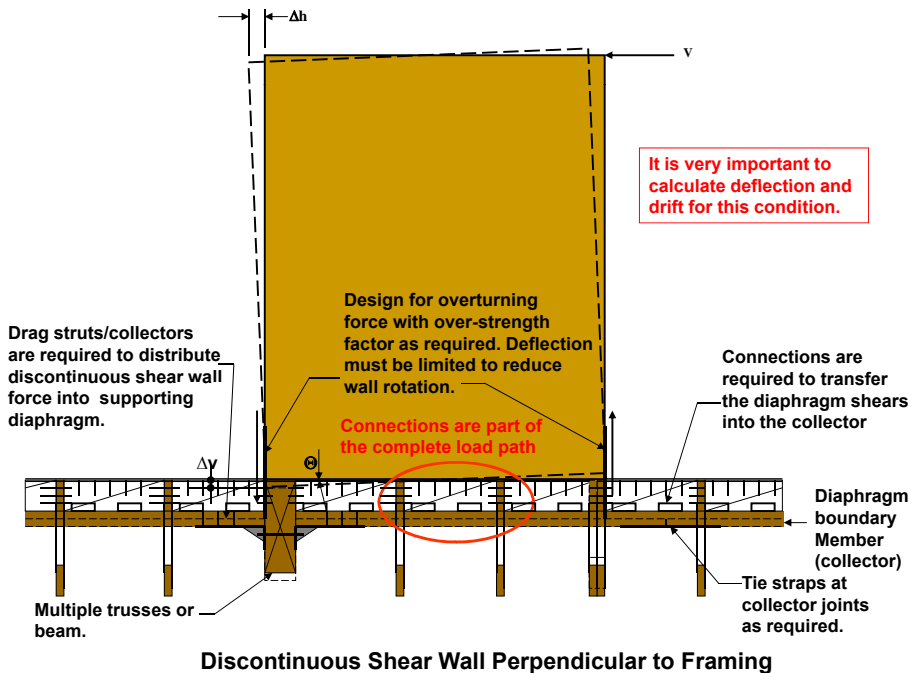 Δh
V
It is very important to
calculate deflection and
drift for this condition.
Design for overturning
force with over-strength
factor as required. Deflection
must be limited to reduce
wall rotation.
Drag struts/collectors
are required to distribute
discontinuous shear wall
force into supporting
diaphragm.
Connections are
required to transfer
the diaphragm shears
into the collector
Connections are part of
the complete load path
Δy
Θ
Diaphragm
boundary
Member
(collector)
Tie straps at
collector joints
as required.
Multiple trusses or
beam.
Discontinuous Shear Wall Perpendicular to Framing